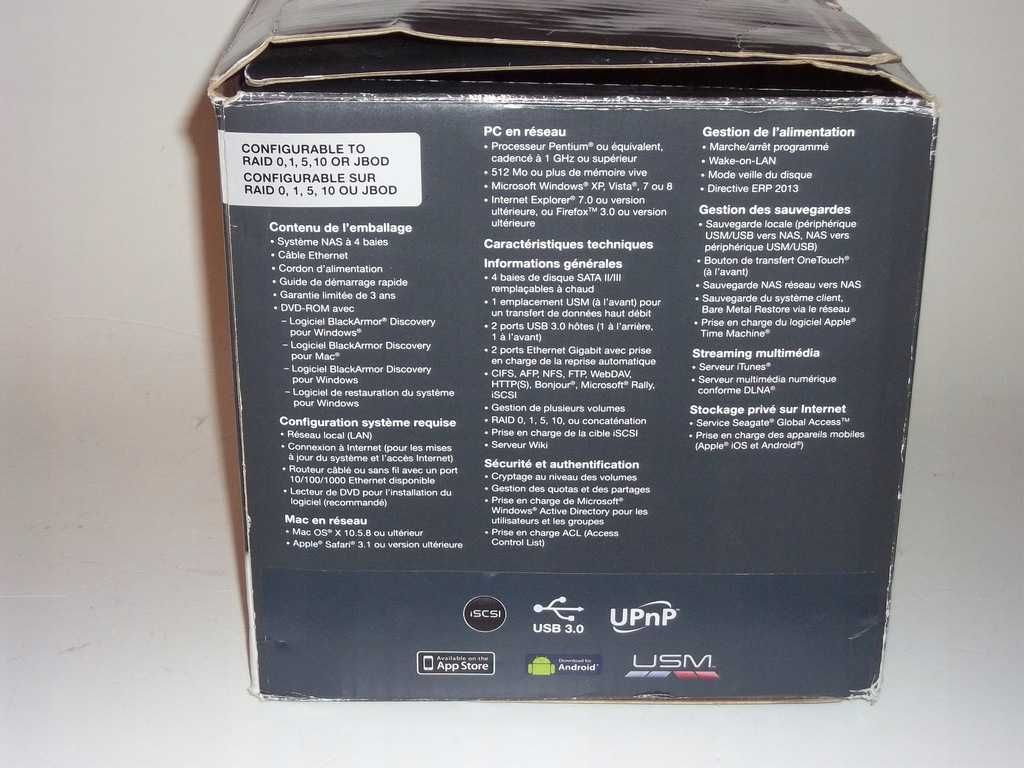 CONFIGURABLE TO
RAID 0, 1, 5, 10 OR JBOD
CONFIGURABLE SUR
RAID 0, 1, 5, 10 OU JBOD
Contenu de l'emballage
• Système NAS à 4 baies
• Câble Ethernet
• Cordon d'alimentation
• Guide de démarrage rapide
• Garantie limitée de 3 ans
• DVD-ROM avec
– Logiciel BlackArmor® Discovery
pour Windows®
– Logiciel BlackArmor Discovery
pour Mac®
– Logiciel BlackArmor Discovery
pour Windows
– Logiciel de restauration du système
pour Windows
Configuration système requise
• Réseau local (LAN)
• Connexion à Internet (pour les mises
à jour du système et l'accès Internet)
• Routeur câblé ou sans fil avec un port
10/100/1000 Ethernet disponible
• Lecteur de DVD pour l'installation du
logiciel (recommandé)
Mac en réseau
• Mac OS® X 10.5.8 ou ultérieur
• Apple® Safari® 3.1 ou version ultérieure
PC en réseau
• Processeur Pentium® ou équivalent,
cadencé à 1 GHz ou supérieur
• 512 Mo ou plus de mémoire vive
• Microsoft Windows® XP, Vista®, 7 ou 8
• Internet Explorer® 7.0 ou version
ultérieure, ou Firefox™ 3.0 ou version
ultérieure
Caractéristiques techniques
Informations générales
• 4 baies de disque SATA II/III
remplaçables à chaud
• 1 emplacement USM (à l'avant) pour
un transfert de données haut débit
• 2 ports USB 3.0 hôtes (1 à l'arrière,
1 à l'avant)
• 2 ports Ethernet Gigabit avec prise
en charge de la reprise automatique
• CIFS, AFP, NFS, FTP, WebDAV,
HTTP(S), Bonjour®, Microsoft® Rally,
iSCSI
• Gestion de plusieurs volumes
• RAID 0, 1, 5, 10, ou concaténation
• Prise en charge de la cible iSCSI
• Serveur Wiki
Sécurité et authentification
• Cryptage au niveau des volumes
• Gestion des quotas et des partages
• Prise en charge de Microsoft®
Windows® Active Directory pour les
utilisateurs et les groupes
• Prise en charge ACL (Access
Control List)
Gestion de l'alimentation
• Marche/arrêt programmé
• Wake-on-LAN
• Mode veille du disque
• Directive ERP 2013
Gestion des sauvegardes
• Sauvegarde locale (périphérique
USM/USB vers NAS, NAS vers
périphérique USM/USB)
• Bouton de transfert OneTouch®
(à l'avant)
• Sauvegarde NAS réseau vers NAS
• Sauvegarde du système client,
Bare Metal Restore via le réseau
• Prise en charge du logiciel Apple®
Time Machine®
Streaming multimédia
• Serveur iTunes®
• Serveur multimédia numérique
conforme DLNA®
Stockage privé sur Internet
• Service Seagate® Global Access™
• Prise en charge des appareils mobiles
(Apple® iOS et Android®)
iSCSI
USB 3.0
UPnP™
Available on the
App Store
Download for
Android™
USM